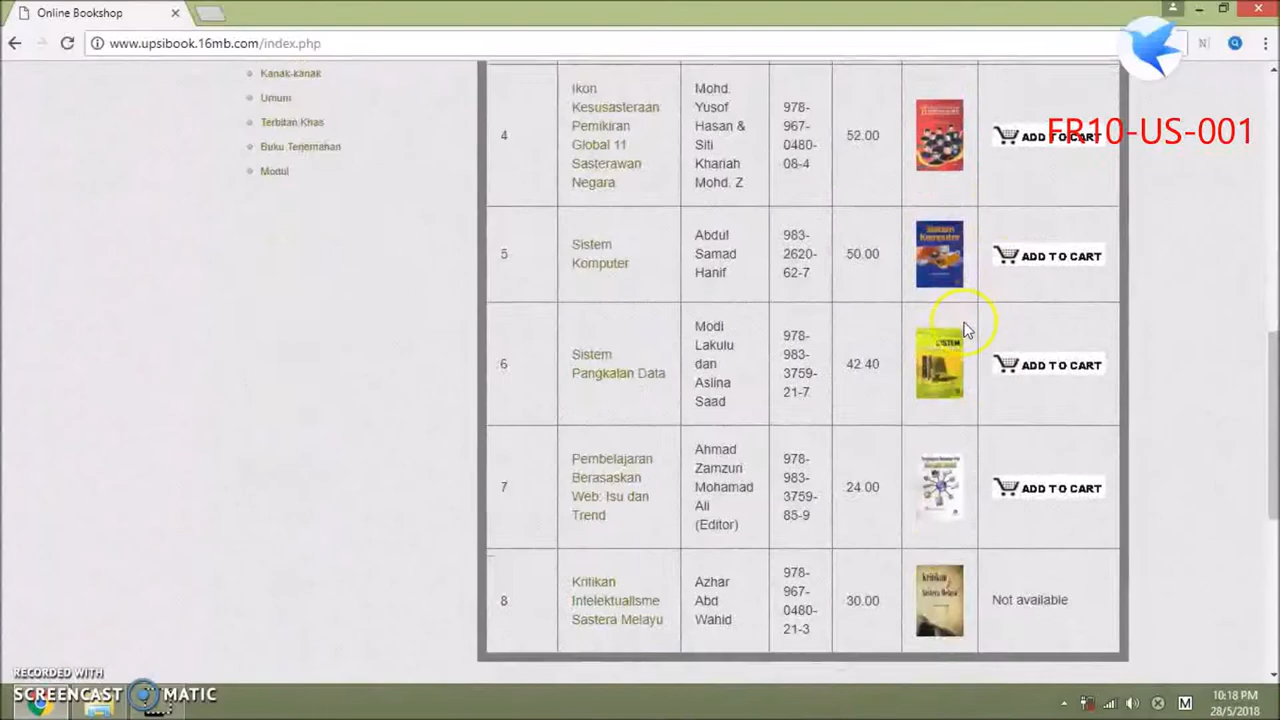 Online Bookshop
www.upsibook.16mb.com/index.php
FR10-US-001
Kanak-kanak
Umum
Terbitan Khas
Buku Terjemahan
Modul
4
Ikon
Kesusasteraan
Pemikiran
Global 11
Sasterawan
Negara
Mohd.
Yusof
Hasan &
Siti
Khariah
Mohd. Z
978-
967-
0480-
08-4
52.00
ADD TO CART
5
Sistem
Komputer
Abdul
Samad
Hanif
983-
2620-
62-7
50.00
Sistem
Komputer
ADD TO CART
6
Sistem
Pangkalan Data
Modi
Lakulu
dan
Aslina
Saad
978-
983-
3759-
21-7
42.40
ADD TO CART
7
Pembelajaran
Berasaskan
Web: Isu dan
Trend
Ahmad
Zamzuri
Mohamad
Ali
(Editor)
978-
983-
3759-
85-9
24.00
ADD TO CART
8
Kritikan
Intelektualisme
Sastera Melayu
Azhar
Abd
Wahid
978-
967-
0480-
21-3
30.00
Kritikan
Sastera Melayu
Not available
RECORDED WITH
SCREENCAST MATIC
M
10:18 PM
28/5/2018